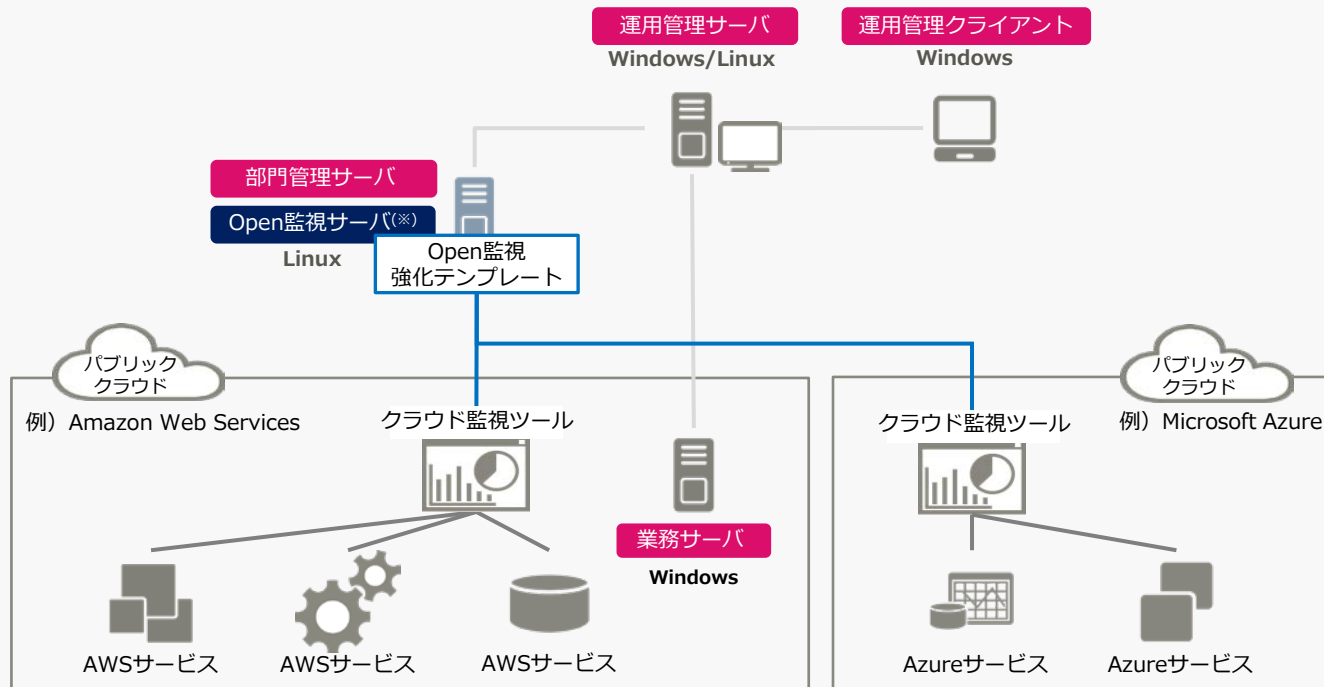 運用管理サーバ
Windows/Linux
運用管理クライアント
Windows
部門管理サーバ
Open監視サーバ(※)
Linux
Open監視
強化テンプレート
パブリック
クラウド
例）Amazon Web Services
クラウド監視ツール
業務サーバ
Windows
AWSサービス
AWSサービス
AWSサービス
パブリック
クラウド
例）Microsoft Azure
クラウド監視ツール
Azureサービス
Azureサービス